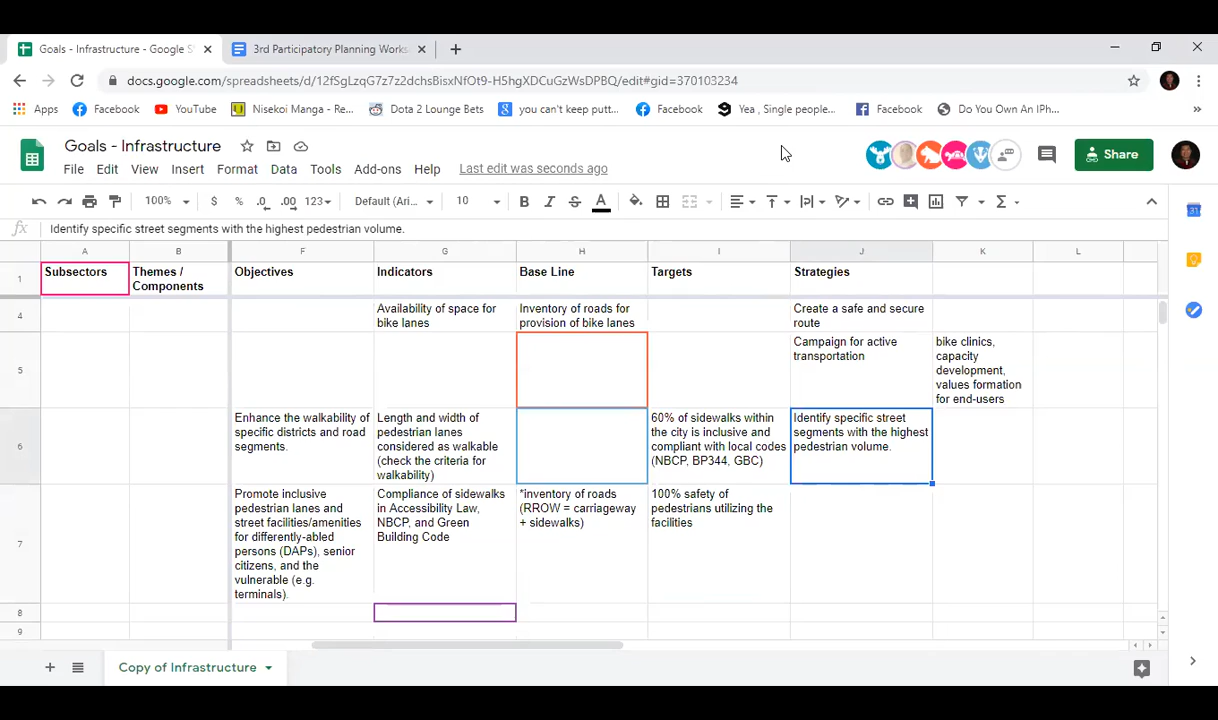 Goals - Infrastructure - Google S
3rd Participatory Planning Works
docs.google.com/spreadsheets/d/12fSgLzqG7z7z2dchsBisxNfOt9-H5hgXDCuGzWsDPBQ/edit#gid=370103234
Apps Facebook YouTube Nisekoi Manga - Re... Dota 2 Lounge Bets you can't keep putt... Facebook Yea , Single people... Facebook Do You Own An IPh... »
Goals - Infrastructure
Share
File Edit View Insert Format Data Tools Add-ons Help Last edit was seconds ago
100% $ % .0 .00 123 Default (Ari... 10 B I S A Σ
fx Identify specific street segments with the highest pedestrian volume.
A B F G H I J K L
1
Subsectors
Themes /
Components
Objectives
Indicators
Base Line
Targets
Strategies
4
Availability of space for
bike lanes
Inventory of roads for
provision of bike lanes
Create a safe and secure
route
5
Campaign for active
transportation
bike clinics,
capacity
development,
values formation
for end-users
6
Enhance the walkability of
specific districts and road
segments.
Length and width of
pedestrian lanes
considered as walkable
(check the criteria for
walkability)
60% of sidewalks within
the city is inclusive and
compliant with local codes
(NBCP, BP344, GBC)
Identify specific street
segments with the highest
pedestrian volume.
7
Promote inclusive
pedestrian lanes and
street facilities/amenities
for differently-abled
persons (DAPs), senior
citizens, and the
vulnerable (e.g.
terminals).
Compliance of sidewalks
in Accessibility Law,
NBCP, and Green
Building Code
*inventory of roads
(RROW = carriageway
+ sidewalks)
100% safety of
pedestrians utilizing the
facilities
8
9
Copy of Infrastructure